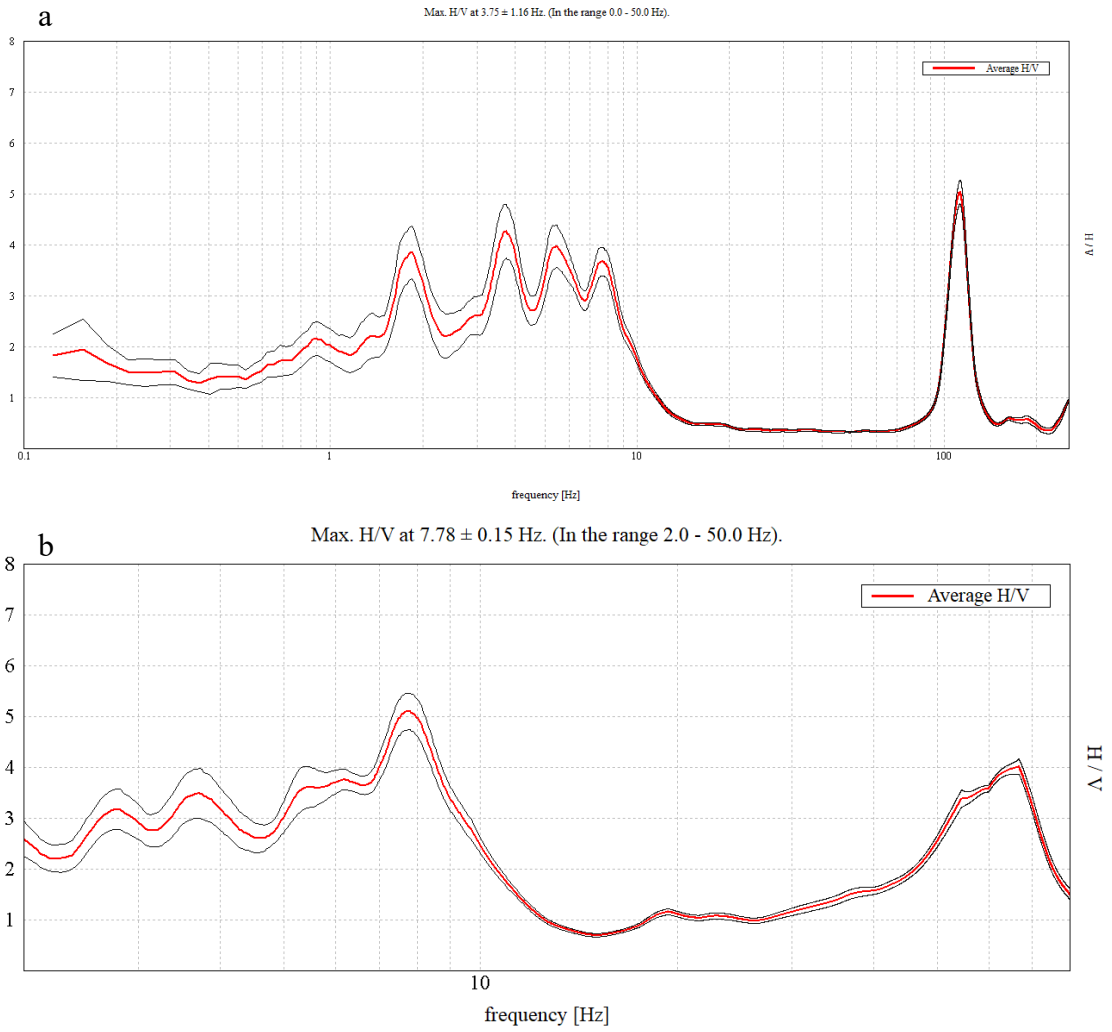 a
Max. H/V at 3.75 ± 1.16 Hz. (In the range 0.0 - 50.0 Hz).
8
Average H/V
7
6
5
4
H / V
3
2
1
0.1 1 10 100
frequency [Hz]
b
Max. H/V at 7.78 ± 0.15 Hz. (In the range 2.0 - 50.0 Hz).
8
Average H/V
7
6
5
4
H / V
3
2
1
10
frequency [Hz]